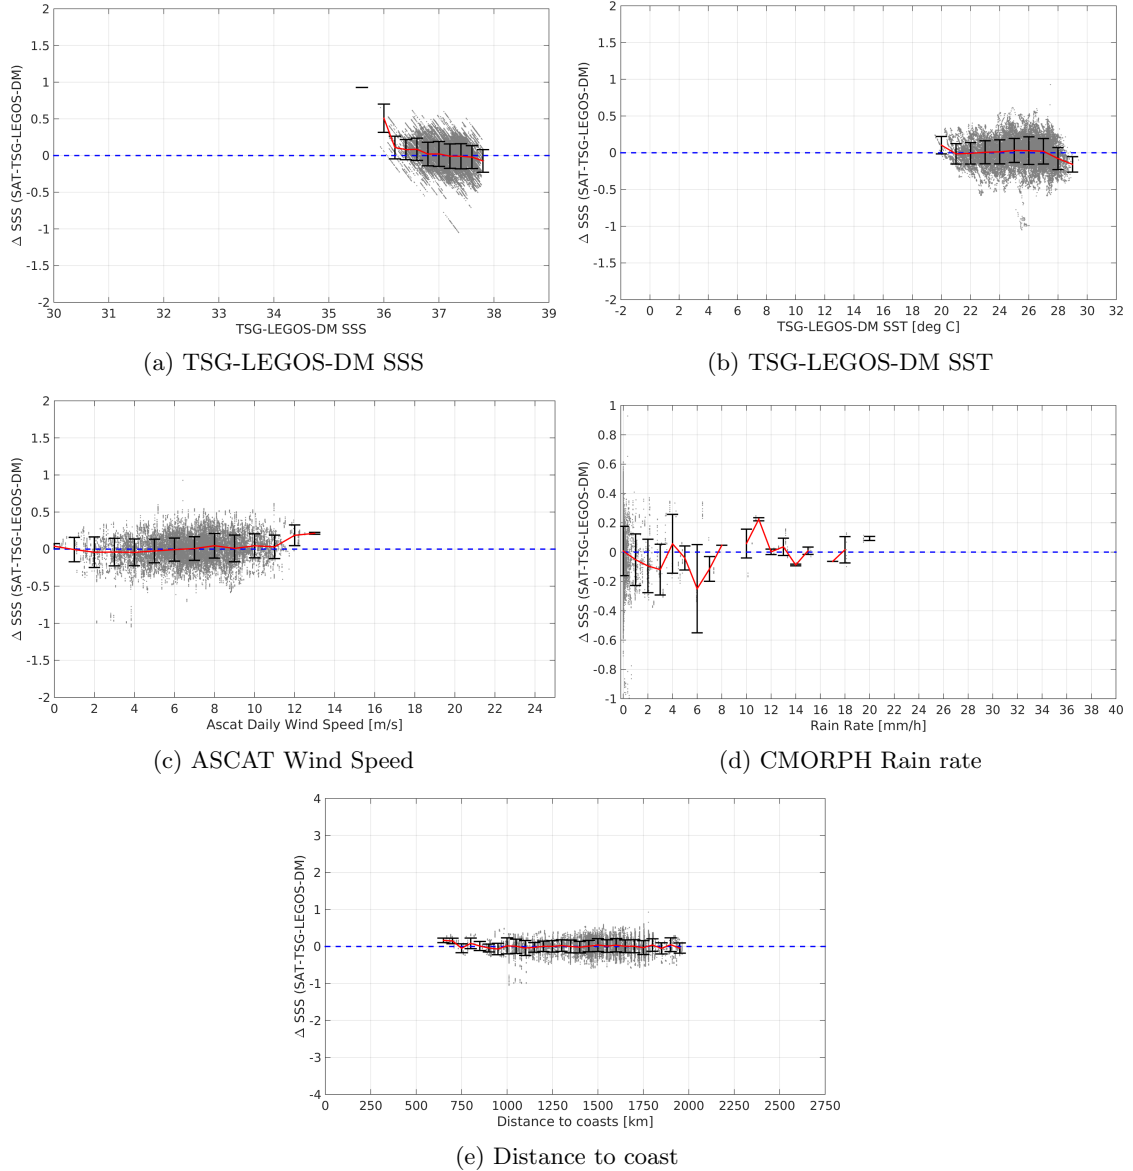 2
1.5
1
0.5
0
-0.5
-1
-1.5
-2
Δ SSS (SAT-TSG-LEGOS-DM)
30 31 32 33 34 35 36 37 38 39
TSG-LEGOS-DM SSS
(a) TSG-LEGOS-DM SSS
2
1.5
1
0.5
0
-0.5
-1
-1.5
-2
Δ SSS (SAT-TSG-LEGOS-DM)
-2 0 2 4 6 8 10 12 14 16 18 20 22 24 26 28 30 32
TSG-LEGOS-DM SST [deg C]
(b) TSG-LEGOS-DM SST
2
1.5
1
0.5
0
-0.5
-1
-1.5
-2
Δ SSS (SAT-TSG-LEGOS-DM)
0 2 4 6 8 10 12 14 16 18 20 22 24
Ascat Daily Wind Speed [m/s]
(c) ASCAT Wind Speed
1
0.8
0.6
0.4
0.2
0
-0.2
-0.4
-0.6
-0.8
-1
Δ SSS (SAT-TSG-LEGOS-DM)
0 2 4 6 8 10 12 14 16 18 20 22 24 26 28 30 32 34 36 38 40
Rain Rate [mm/h]
(d) CMORPH Rain rate
4
3
2
1
0
-1
-2
-3
-4
Δ SSS (SAT-TSG-LEGOS-DM)
0 250 500 750 1000 1250 1500 1750 2000 2250 2500 2750
Distance to coasts [km]
(e) Distance to coast